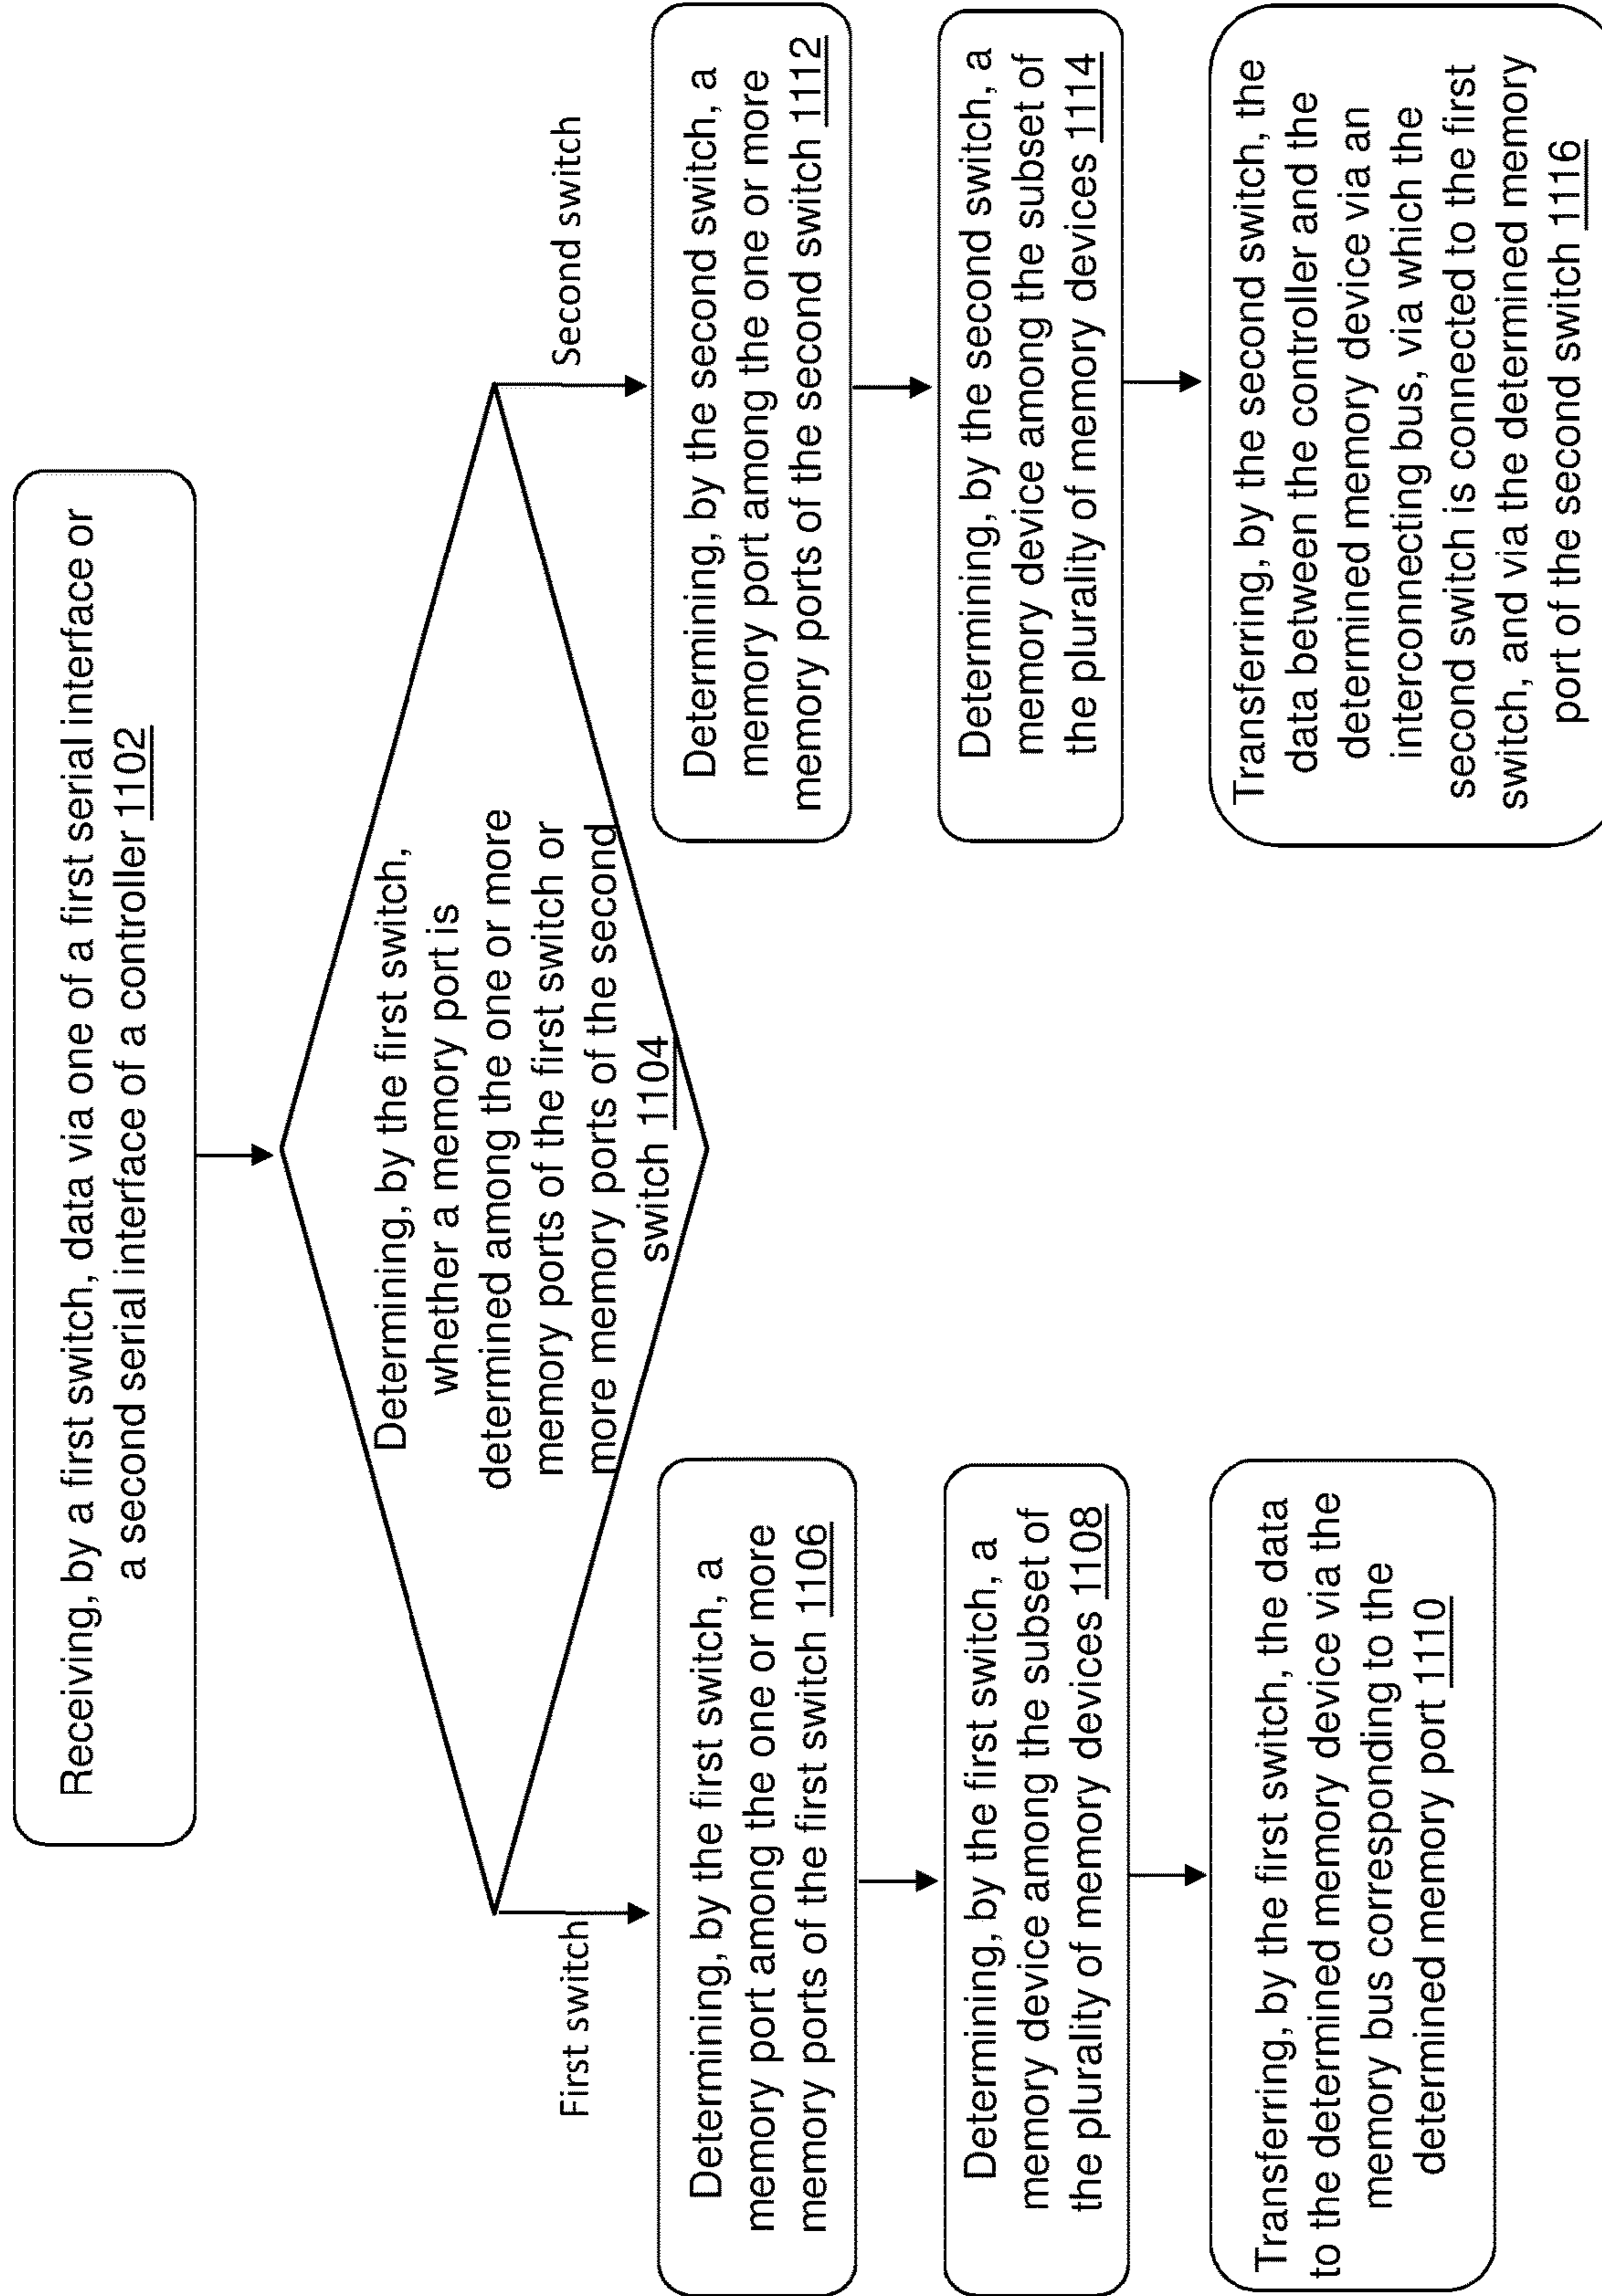 Receiving, by a first switch, data via one of a first serial interface or
a second serial interface of a controller 1102
Determining, by the first switch,
whether a memory port is
determined among the one or more
memory ports of the first switch or
more memory ports of the second
switch 1104
First switch
Determining, by the first switch, a
memory port among the one or more
memory ports of the first switch 1106
Determining, by the first switch, a
memory device among the subset of
the plurality of memory devices 1108
Transferring, by the first switch, the data
to the determined memory device via the
memory bus corresponding to the
determined memory port 1110
Second switch
Determining, by the second switch, a
memory port among the one or more
memory ports of the second switch 1112
Determining, by the second switch, a
memory device among the subset of
the plurality of memory devices 1114
Transferring, by the second switch, the
data between the controller and the
determined memory device via an
interconnecting bus, via which the
second switch is connected to the first
switch, and via the determined memory
port of the second switch 1116